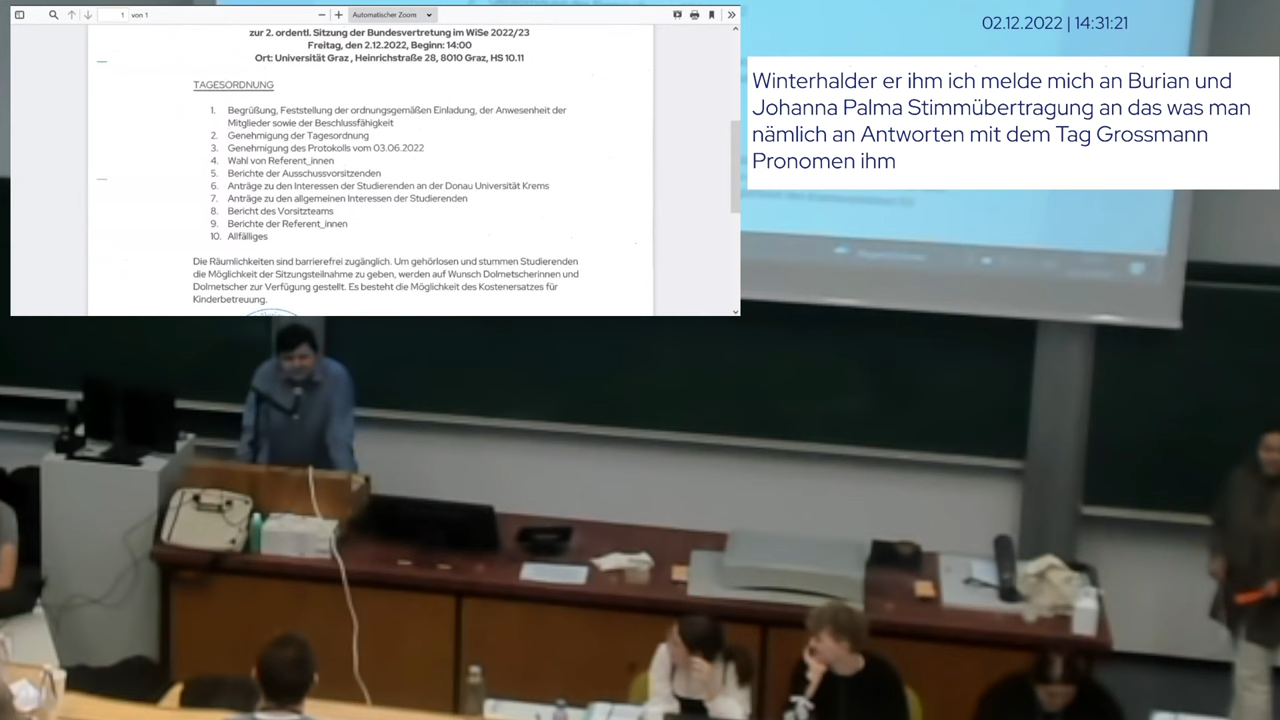 1 von 1
Automatischer Zoom
zur 2. ordentl. Sitzung der Bundesvertretung im WiSe 2022/23
Freitag, den 2.12.2022, Beginn: 14:00
Ort: Universität Graz , Heinrichstraße 28, 8010 Graz, HS 10.11
TAGESORDNUNG
1. Begrüßung, Feststellung der ordnungsgemäßen Einladung, der Anwesenheit der
Mitglieder sowie der Beschlussfähigkeit
2. Genehmigung der Tagesordnung
3. Genehmigung des Protokolls vom 03.06.2022
4. Wahl von Referent_innen
5. Berichte der Ausschussvorsitzenden
6. Anträge zu den Interessen der Studierenden an der Donau Universität Krems
7. Anträge zu den allgemeinen Interessen der Studierenden
8. Bericht des Vorsitzteams
9. Berichte der Referent_innen
10. Allfälliges
Die Räumlichkeiten sind barrierefrei zugänglich. Um gehörlosen und stummen Studierenden
die Möglichkeit der Sitzungsteilnahme zu geben, werden auf Wunsch Dolmetscherinnen und
Dolmetscher zur Verfügung gestellt. Es besteht die Möglichkeit des Kostenersatzes für
Kinderbetreuung.
02.12.2022 | 14:31:21
Winterhalder er ihm ich melde mich an Burian und
Johanna Palma Stimmübertragung an das was man
nämlich an Antworten mit dem Tag Grossmann
Pronomen ihm